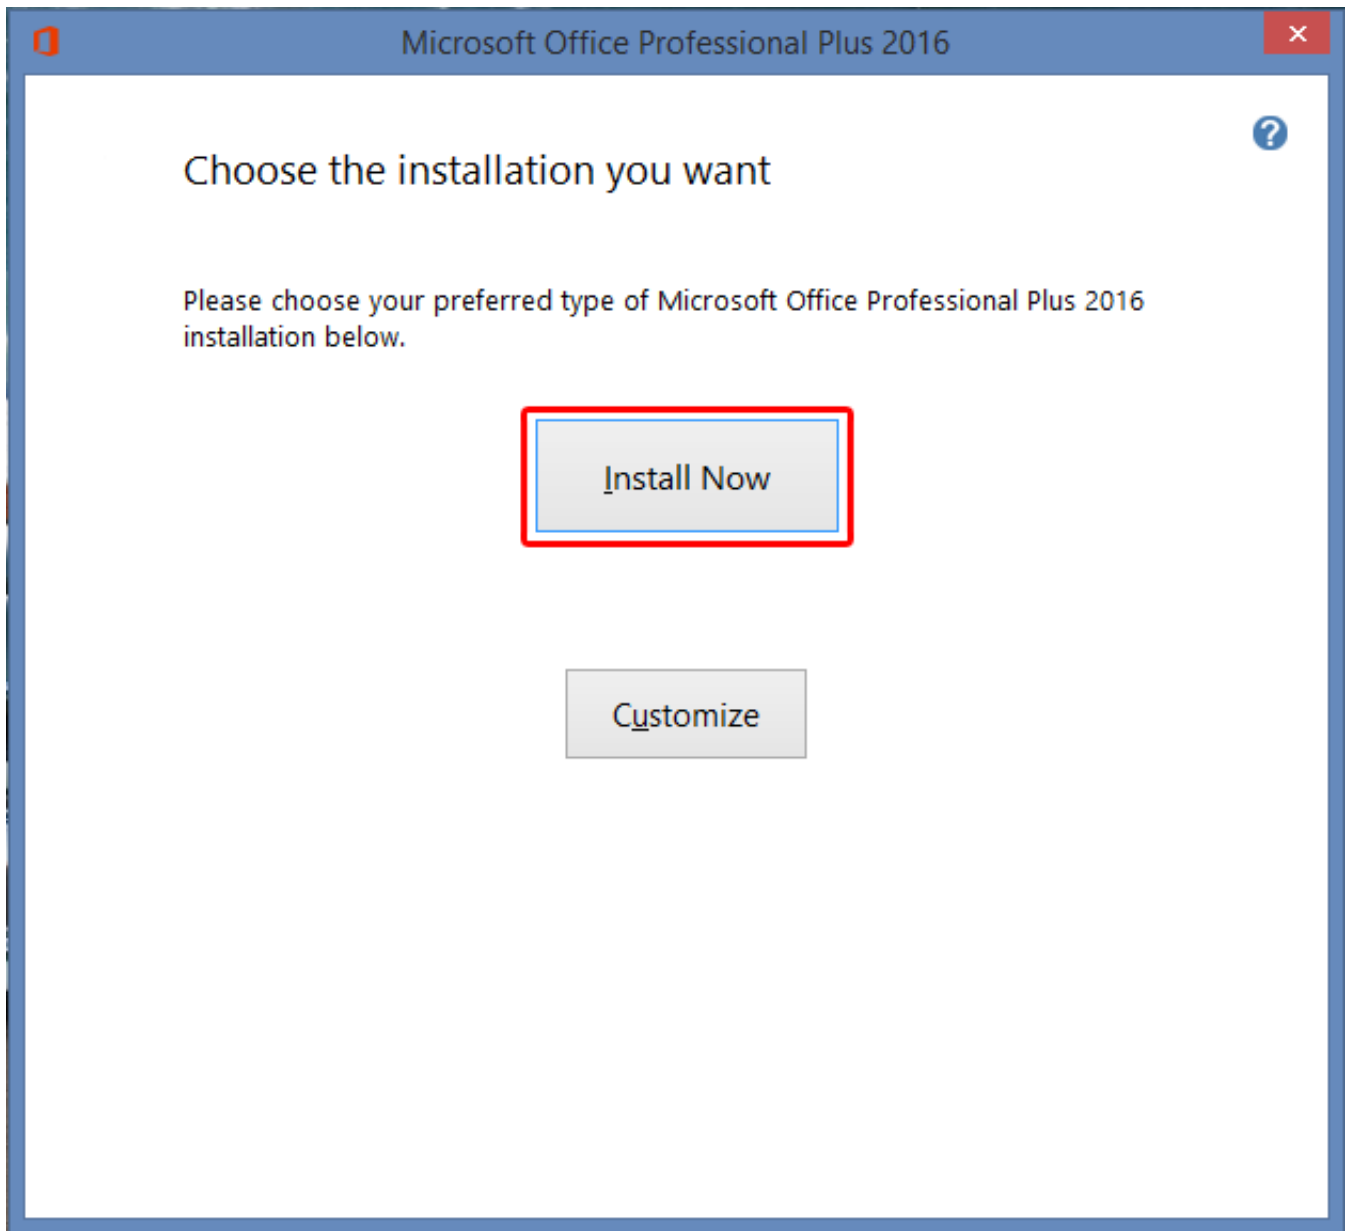 Microsoft Office Professional Plus 2016
Choose the installation you want
Please choose your preferred type of Microsoft Office Professional Plus 2016
installation below.
Install Now
Customize